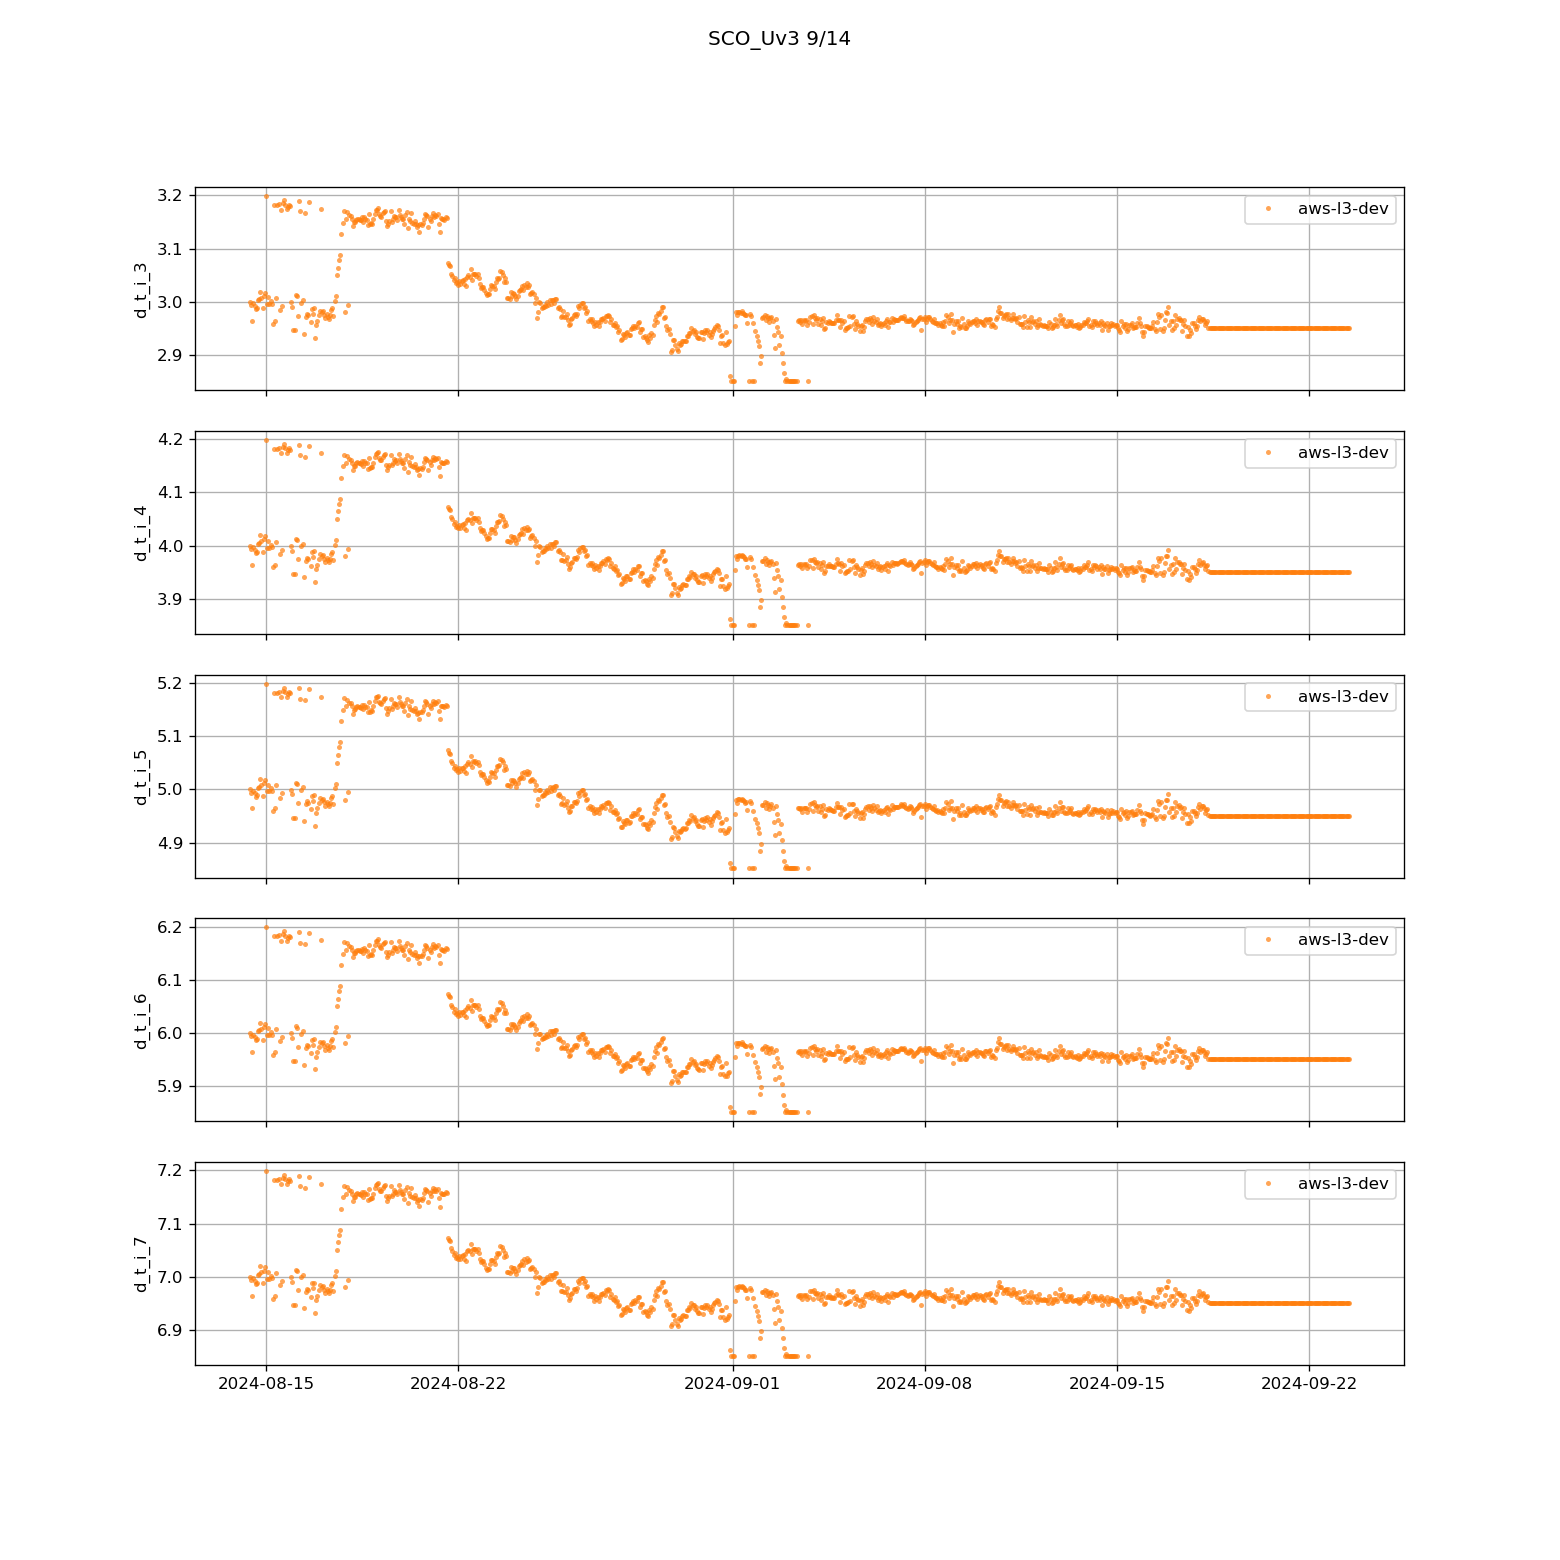 SCO_Uv3 9/14
3.2
3.1
3.0
2.9
d_t_i_3
aws-l3-dev
4.2
4.1
4.0
3.9
d_t_i_4
aws-l3-dev
5.2
5.1
5.0
4.9
d_t_i_5
aws-l3-dev
6.2
6.1
6.0
5.9
d_t_i_6
aws-l3-dev
7.2
7.1
7.0
6.9
d_t_i_7
aws-l3-dev
2024-08-15 2024-08-22 2024-09-01 2024-09-08 2024-09-15 2024-09-22